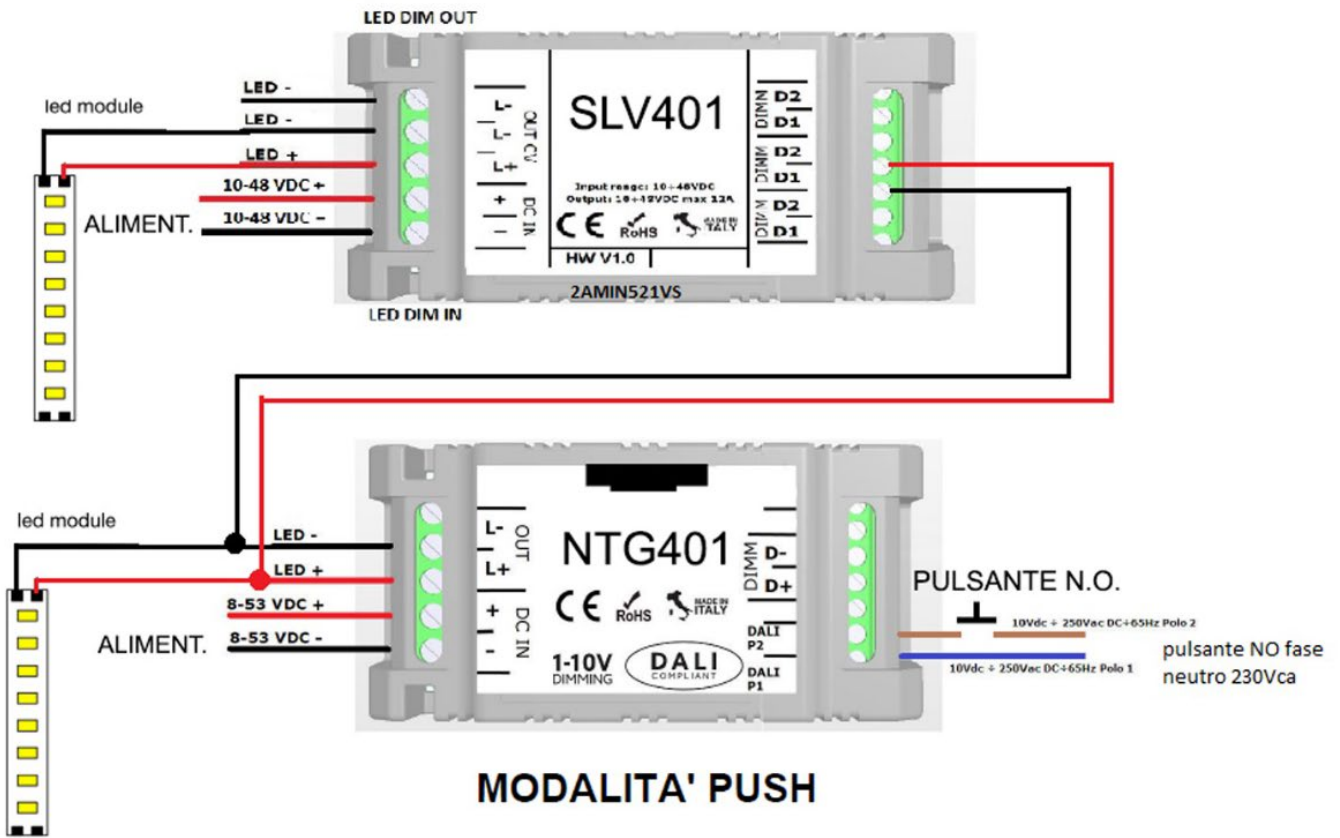 LED DIM OUT
led module
LED -
LED -
LED +
10-48 VDC +
ALIMENT.
10-48 VDC -
L-
L-
L+
OUT CV
+
-
DC IN
SLV401
Input range: 10÷48VDC
Output: 10÷48VDC max 12A
CE
RoHS
MADE IN
ITALY
HW V1.0
DIMM
D2
D1
DIMM
D2
D1
DIMM
D2
D1
2AMIN521VS
LED DIM IN
led module
LED -
LED +
8-53 VDC +
ALIMENT.
8-53 VDC -
L-
L+
OUT
+
-
DC IN
NTG401
CE
RoHS
MADE IN
ITALY
1-10V
DIMMING
DALI
COMPLIANT
DIMM
D-
D+
DALI
P2
DALI
P1
PULSANTE N.O.
10Vdc ÷ 250Vac DC÷65Hz Polo 2
10Vdc ÷ 250Vac DC÷65Hz Polo 1
pulsante NO fase
neutro 230Vca
MODALITA' PUSH